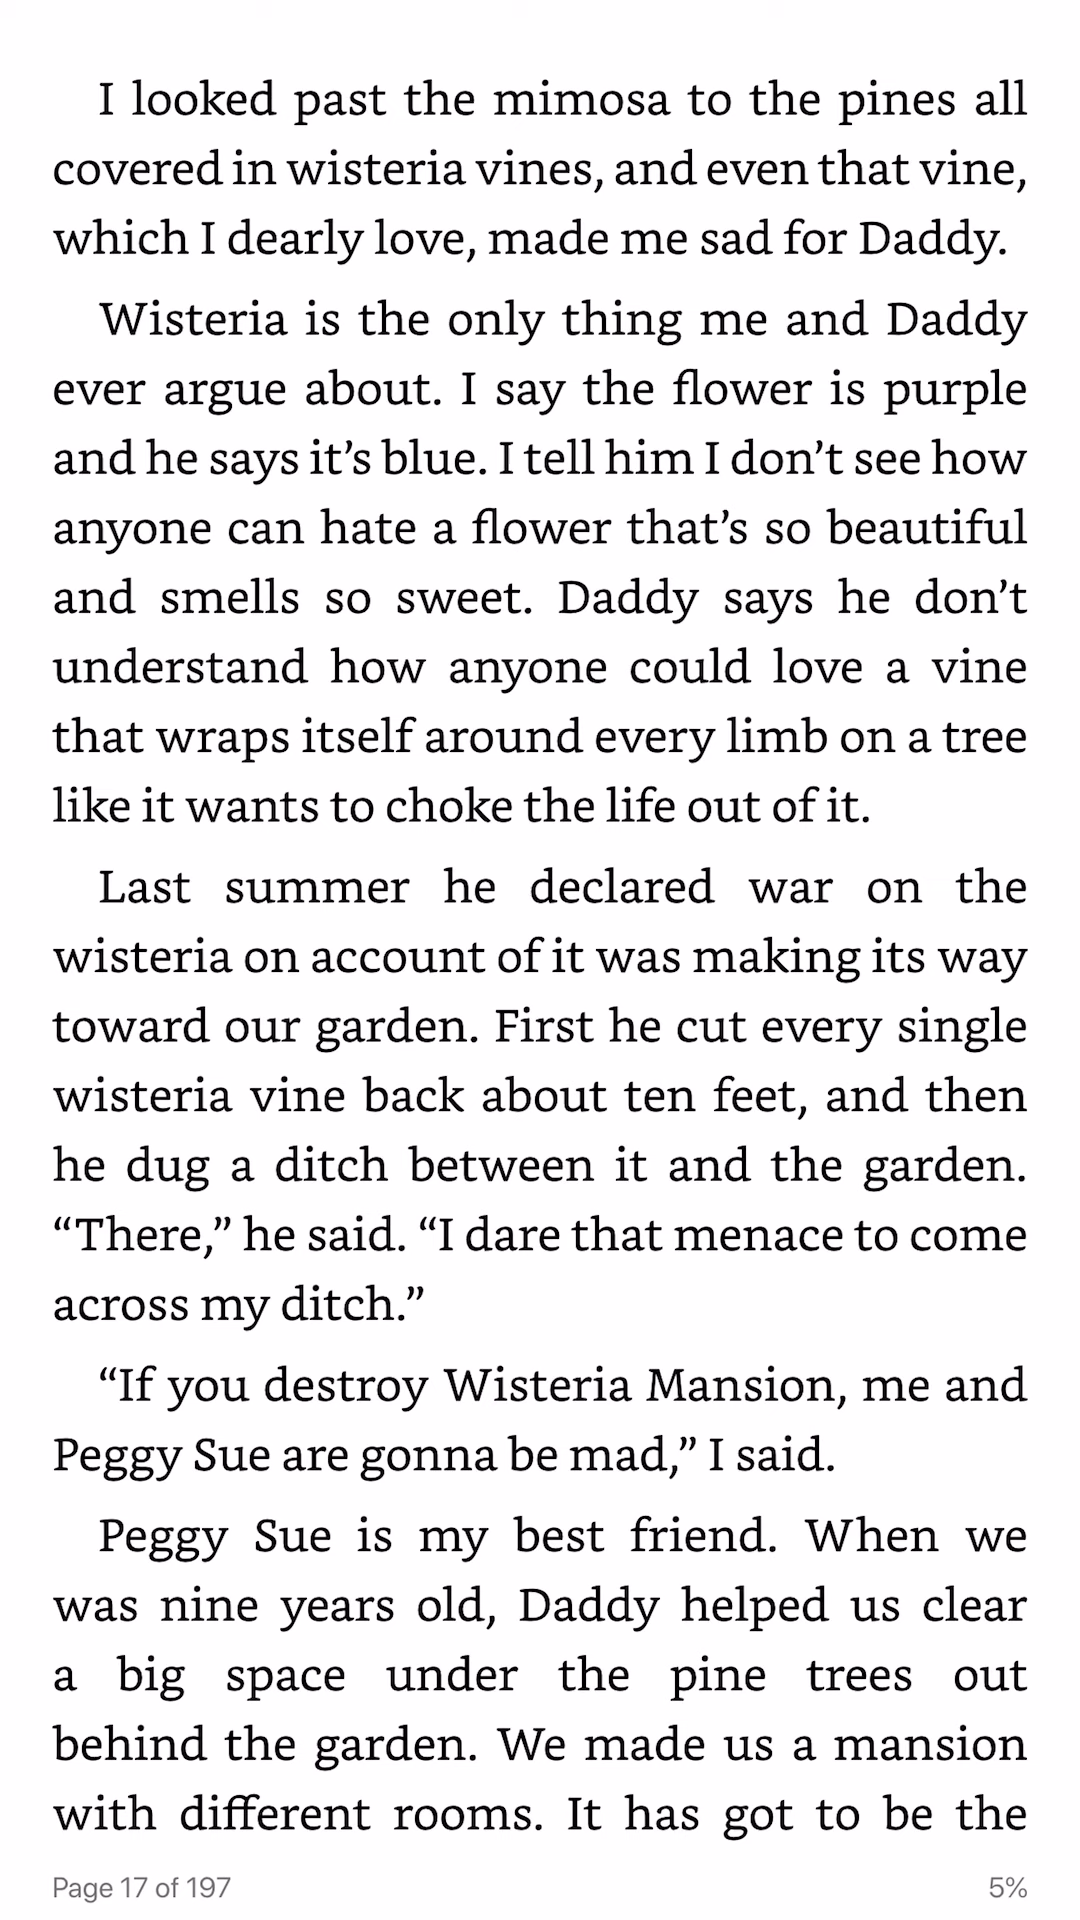 I looked past the mimosa to the pines all
covered in wisteria vines, and even that vine,
which I dearly love, made me sad for Daddy.
Wisteria is the only thing me and Daddy
ever argue about. I say the flower is purple
and he says it’s blue. I tell him I don’t see how
anyone can hate a flower that’s so beautiful
and smells so sweet. Daddy says he don’t
understand how anyone could love a vine
that wraps itself around every limb on a tree
like it wants to choke the life out of it.
Last summer he declared war on the
wisteria on account of it was making its way
toward our garden. First he cut every single
wisteria vine back about ten feet, and then
he dug a ditch between it and the garden.
“There,” he said. “I dare that menace to come
across my ditch.”
“If you destroy Wisteria Mansion, me and
Peggy Sue are gonna be mad,” I said.
Peggy Sue is my best friend. When we
was nine years old, Daddy helped us clear
a big space under the pine trees out
behind the garden. We made us a mansion
with different rooms. It has got to be the
Page 17 of 197 5%